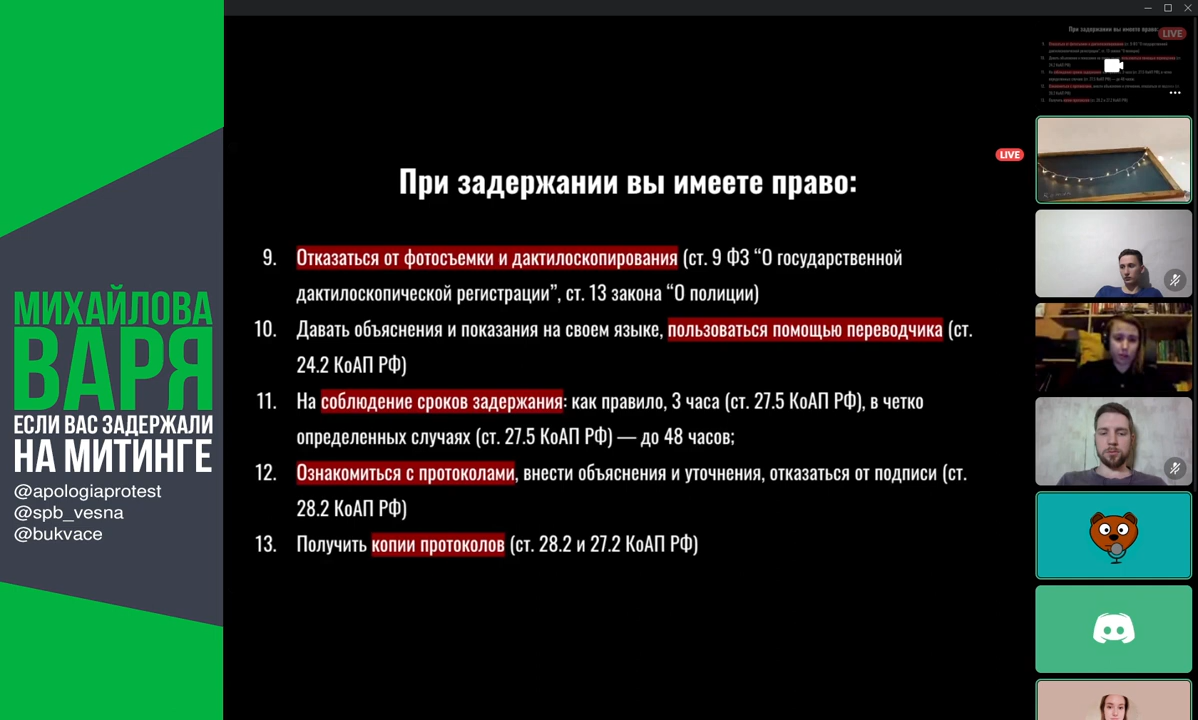 МИХАЙЛОВА
ВАРЯ
ЕСЛИ ВАС ЗАДЕРЖАЛИ
НА МИТИНГЕ
@apologiaprotest
@spb_vesna
@bukvace
При задержании вы имеете право:
9. Отказаться от фотосъемки и дактилоскопирования (ст. 9 ФЗ “О государственной
дактилоскопической регистрации”, ст. 13 закона “О полиции)
10. Давать объяснения и показания на своем языке, пользоваться помощью переводчика (ст.
24.2 КоАП РФ)
11. На соблюдение сроков задержания: как правило, 3 часа (ст. 27.5 КоАП РФ), в четко
определенных случаях (ст. 27.5 КоАП РФ) — до 48 часов;
12. Ознакомиться с протоколами, внести объяснения и уточнения, отказаться от подписи (ст.
28.2 КоАП РФ)
13. Получить копии протоколов (ст. 28.2 и 27.2 КоАП РФ)
LIVE
При задержании вы имеете право:
LIVE